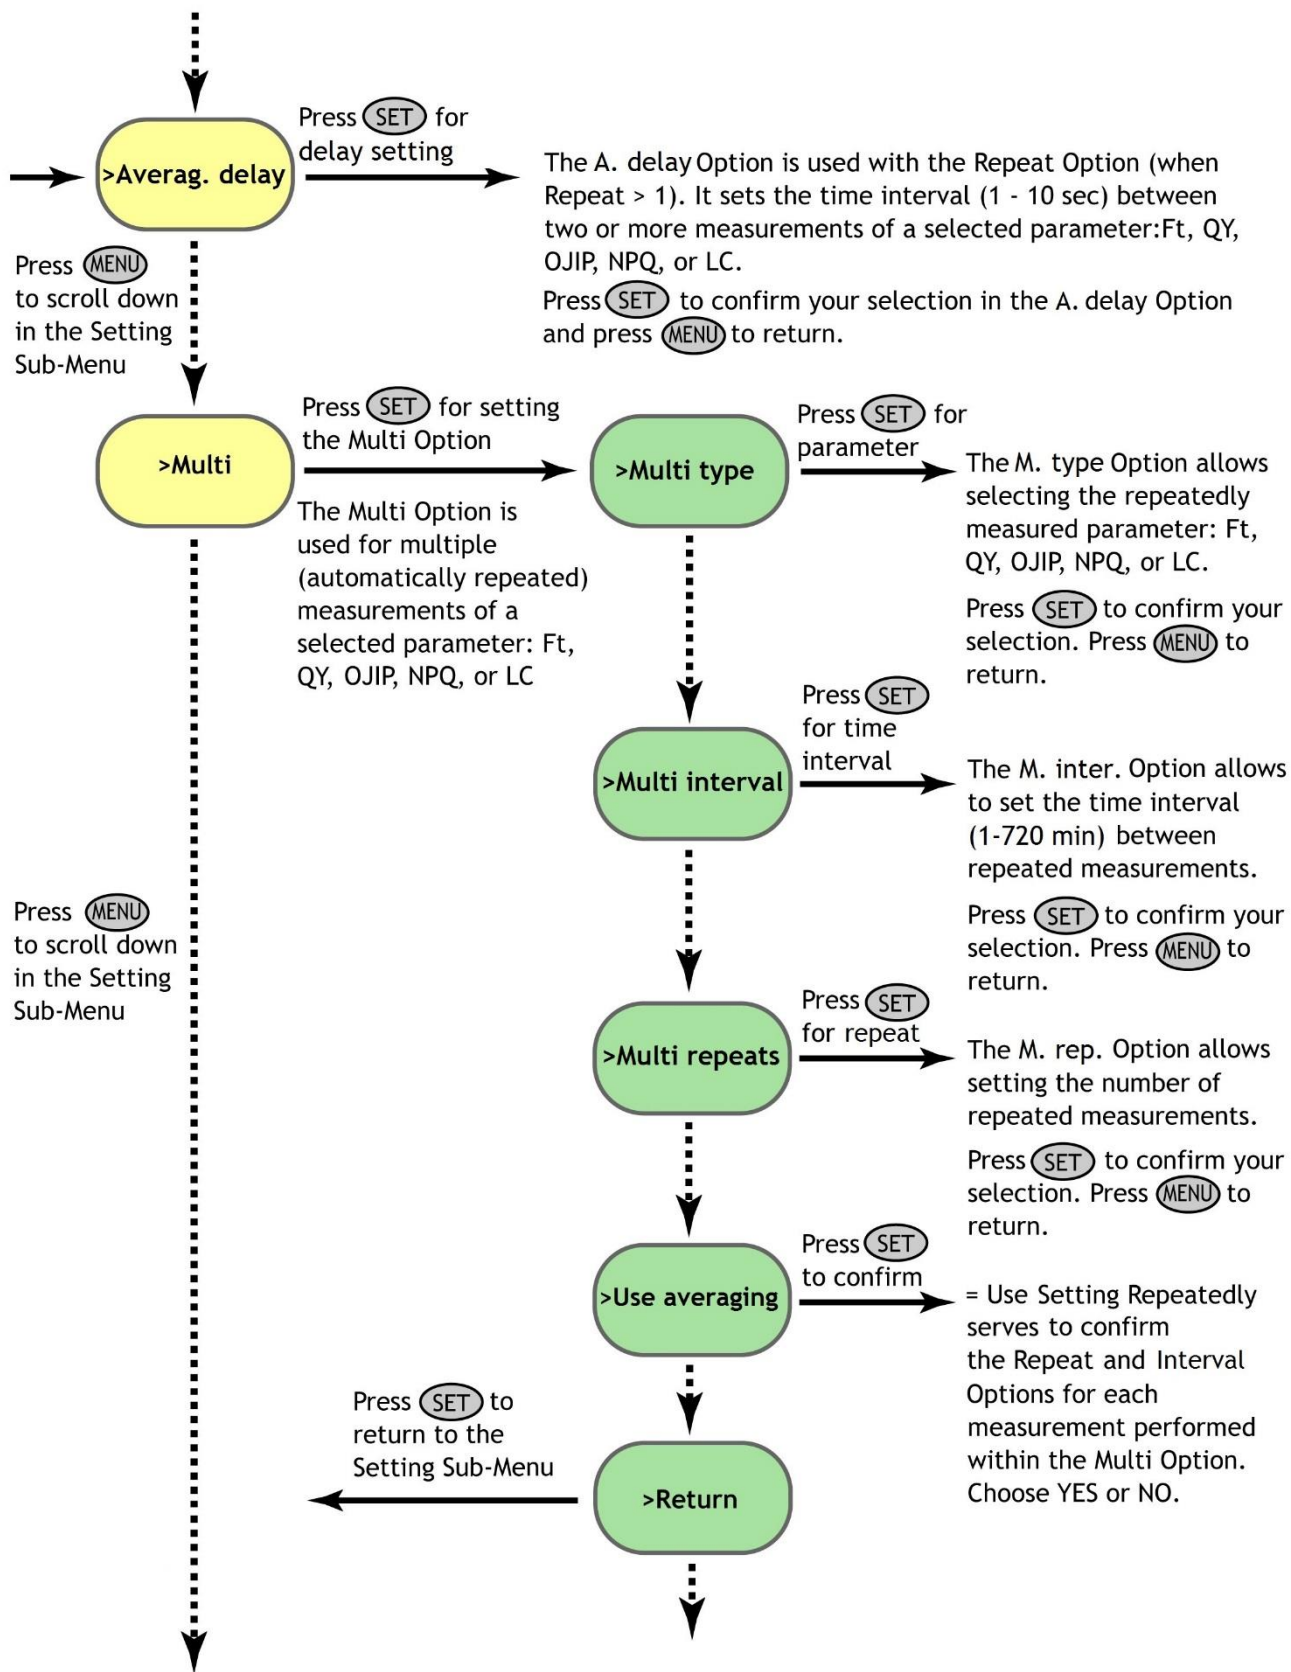 >Averag. delay
Press SET for
delay setting
The A. delay Option is used with the Repeat Option (when
Repeat > 1). It sets the time interval (1 - 10 sec) between
two or more measurements of a selected parameter:Ft, QY,
OJIP, NPQ, or LC.
Press SET to confirm your selection in the A. delay Option
and press MENU to return.
Press MENU
to scroll down
in the Setting
Sub-Menu
>Multi
Press SET for setting
the Multi Option
The Multi Option is
used for multiple
(automatically repeated)
measurements of a
selected parameter: Ft,
QY, OJIP, NPQ, or LC
>Multi type
Press SET for
parameter
The M. type Option allows
selecting the repeatedly
measured parameter: Ft,
QY, OJIP, NPQ, or LC.
Press SET to confirm your
selection. Press MENU to
return.
>Multi interval
Press SET
for time
interval
The M. inter. Option allows
to set the time interval
(1-720 min) between
repeated measurements.
Press SET to confirm your
selection. Press MENU to
return.
Press MENU
to scroll down
in the Setting
Sub-Menu
>Multi repeats
Press SET
for repeat
The M. rep. Option allows
setting the number of
repeated measurements.
Press SET to confirm your
selection. Press MENU to
return.
>Use averaging
Press SET
to confirm
= Use Setting Repeatedly
serves to confirm
the Repeat and Interval
Options for each
measurement performed
within the Multi Option.
Choose YES or NO.
Press SET to
return to the
Setting Sub-Menu
>Return